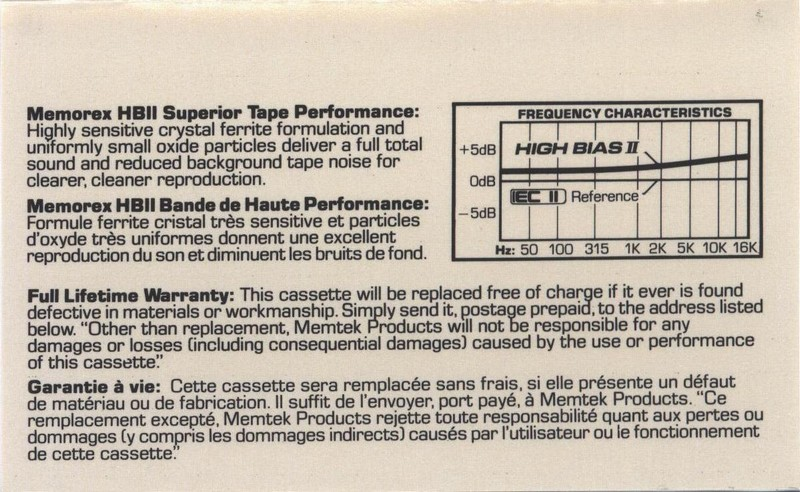 Memorex HBII Superior Tape Performance:
Highly sensitive crystal ferrite formulation and
uniformly small oxide particles deliver a full total
sound and reduced background tape noise for
clearer, cleaner reproduction.
Memorex HBII Bande de Haute Performance:
Formule ferrite cristal très sensitive et particles
d'oxyde très uniformes donnent une excellent
reproduction du son et diminuent les bruits de fond.
FREQUENCY CHARACTERISTICS
+5dB
HIGH BIAS II
0dB
IEC II Reference
-5dB
Hz: 50 100 315 1K 2K 5K 10K 16K
Full Lifetime Warranty: This cassette will be replaced free of charge if it ever is found
defective in materials or workmanship. Simply send it, postage prepaid, to the address listed
below. "Other than replacement, Memtek Products will not be responsible for any
damages or losses (including consequential damages) caused by the use or performance
of this cassette."
Garantie à vie: Cette cassette sera remplacée sans frais, si elle présente un défaut
de matériau ou de fabrication. Il suffit de l'envoyer, port payé, à Memtek Products. "Ce
remplacement excepté, Memtek Products rejette toute responsabilité quant aux pertes ou
dommages (y compris les dommages indirects) causés par l'utilisateur ou le fonctionnement
de cette cassette."